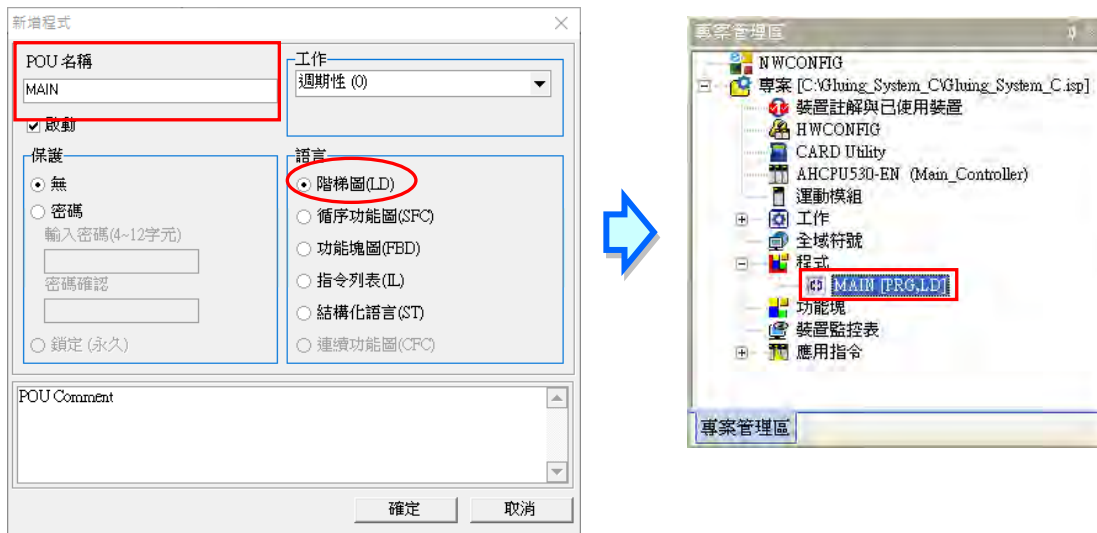 新增程式
POU 名稱
MAIN
啟動
工作
週期性 (0)
保護
無
密碼
輸入密碼(4~12字元)
密碼確認
鎖定 (永久)
語言
階梯圖(LD)
循序功能圖(SFC)
功能塊圖(FBD)
指令列表(IL)
結構化語言(ST)
連續功能圖(CFC)
POU Comment
確定
取消
專案管理區
NWCONFIG
專案 [C:\Gluing_System_C\Gluing_System_C.isp]
裝置註解與已使用裝置
HWCONFIG
CARD Utility
AHCPU530-EN (Main_Controller)
運動模組
工作
全域符號
程式
MAIN [PRG,LD]
功能塊
裝置監控表
應用指令
專案管理區